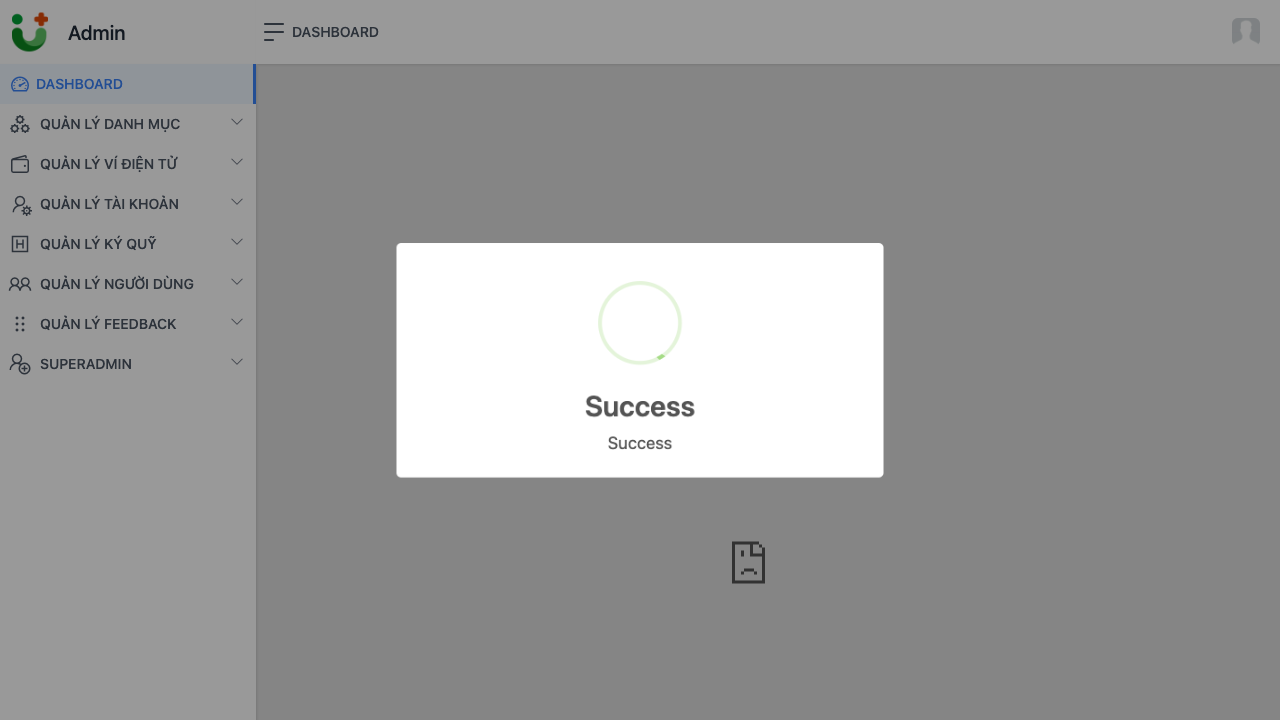 Admin
DASHBOARD
DASHBOARD
QUẢN LÝ DANH MỤC
QUẢN LÝ VÍ ĐIỆN TỬ
QUẢN LÝ TÀI KHOẢN
QUẢN LÝ KÝ QUỸ
QUẢN LÝ NGƯỜI DÙNG
QUẢN LÝ FEEDBACK
SUPERADMIN
Success
Success